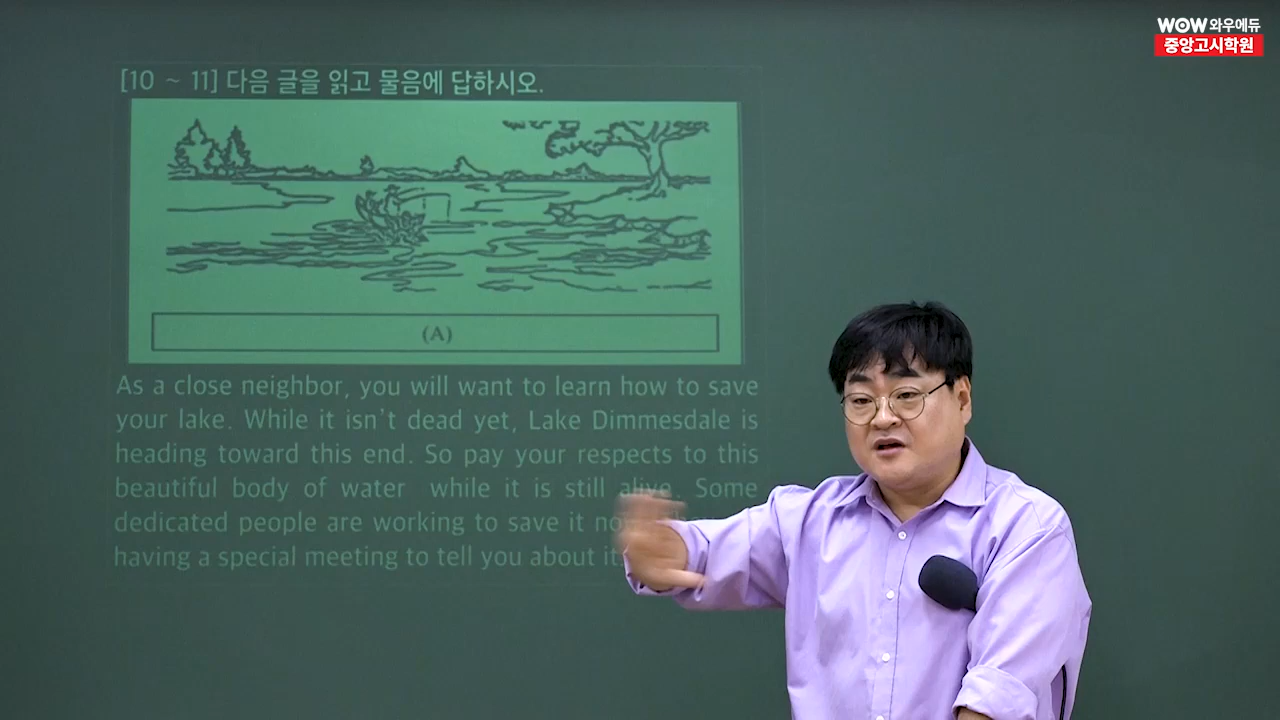 WOW와우에듀
중앙고시학원
[10 ~ 11] 다음 글을 읽고 물음에 답하시오.
(A)
As a close neighbor, you will want to learn how to save
your lake. While it isn't dead yet, Lake Dimmesdale is
heading toward this end. So pay your respects to this
beautiful body of water while it is still alive. Some
dedicated people are working to save it
having a special meeting to tell you about it